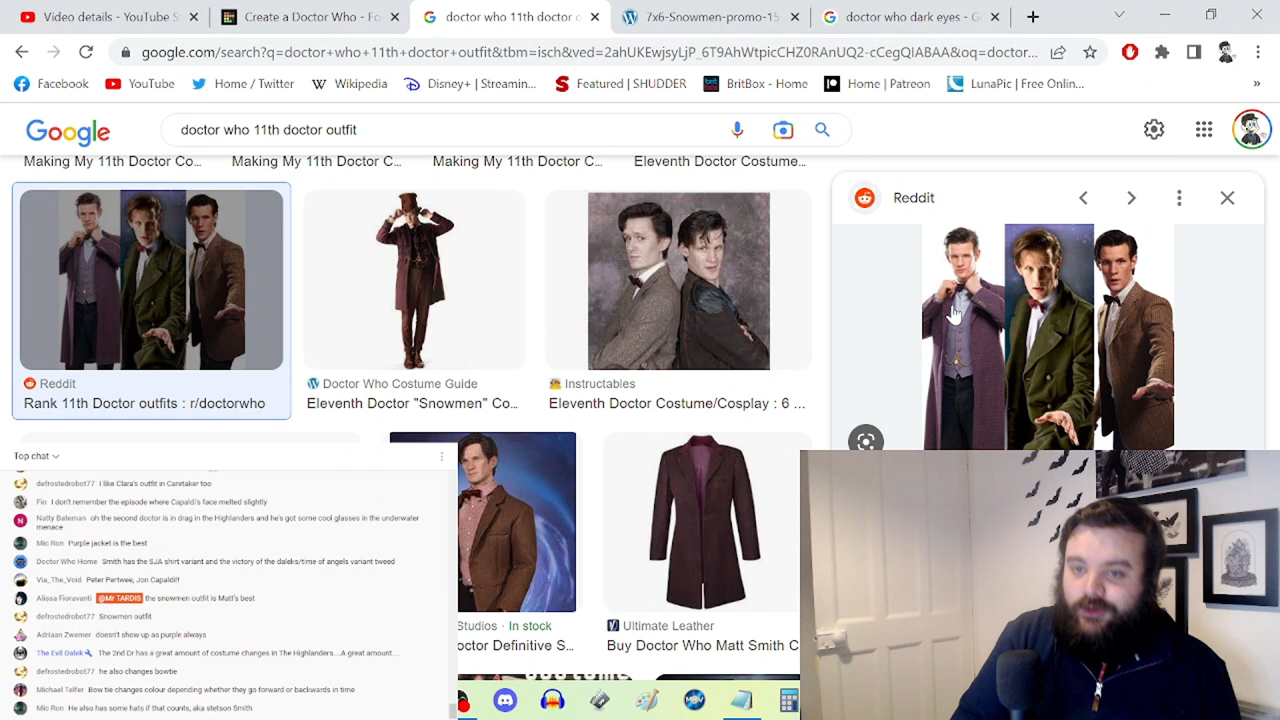 Video details - YouTube S
Create a Doctor Who - Fo
doctor who 11th doctor o
The-Snowmen-promo-15
doctor who dark eyes - G
google.com/search?q=doctor+who+11th+doctor+outfit&tbm=isch&ved=2ahUKEwjsyLjP_6T9AhWtpicCHZ0RAnUQ2-cCegQIABAA&oq=doctor...
Facebook
YouTube
Home / Twitter
Wikipedia
Disney+ | Streamin...
Featured | SHUDDER
BritBox - Home
Home | Patreon
LunaPic | Free Onlin...
Google
doctor who 11th doctor outfit
Making My 11th Doctor Co...
Making My 11th Doctor C...
Making My 11th Doctor C...
Eleventh Doctor Costume...
Reddit
Rank 11th Doctor outfits : r/doctorwho
Doctor Who Costume Guide
Eleventh Doctor "Snowmen" Co...
Instructables
Eleventh Doctor Costume/Cosplay : 6 ...
Reddit
Top chat
defrostedrobot77 I like Clara's outfit in Caretaker too
Fin I don't remember the episode where Capaldi's face melted slightly
Natty Bateman oh the second doctor is in drag in the Highlanders and he's got some cool glasses in the underwater
menace
Mic Ron Purple jacket is the best
Doctor Who Home Smith has the SJA shirt variant and the victory of the daleks/time of angels variant tweed
Via_The_Void Peter Pertwee, Jon Capaldi!!
Alissa Fioravanti @Mr TARDIS the snowmen outfit is Matt's best
defrostedrobot77 Snowmen outfit
Adriaan Zwemer doesn't show up as purple always
The Evil Dalek The 2nd Dr has a great amount of costume changes in The Highlanders....A great amount....
defrostedrobot77 he also changes bowtie
Michael Telfer Bow tie changes colour depending whether they go forward or backwards in time
Mic Ron He also has some hats if that counts, aka stetson Smith
Studios · In stock
octor Definitive S...
Ultimate Leather
Buy Doctor Who Matt Smith C